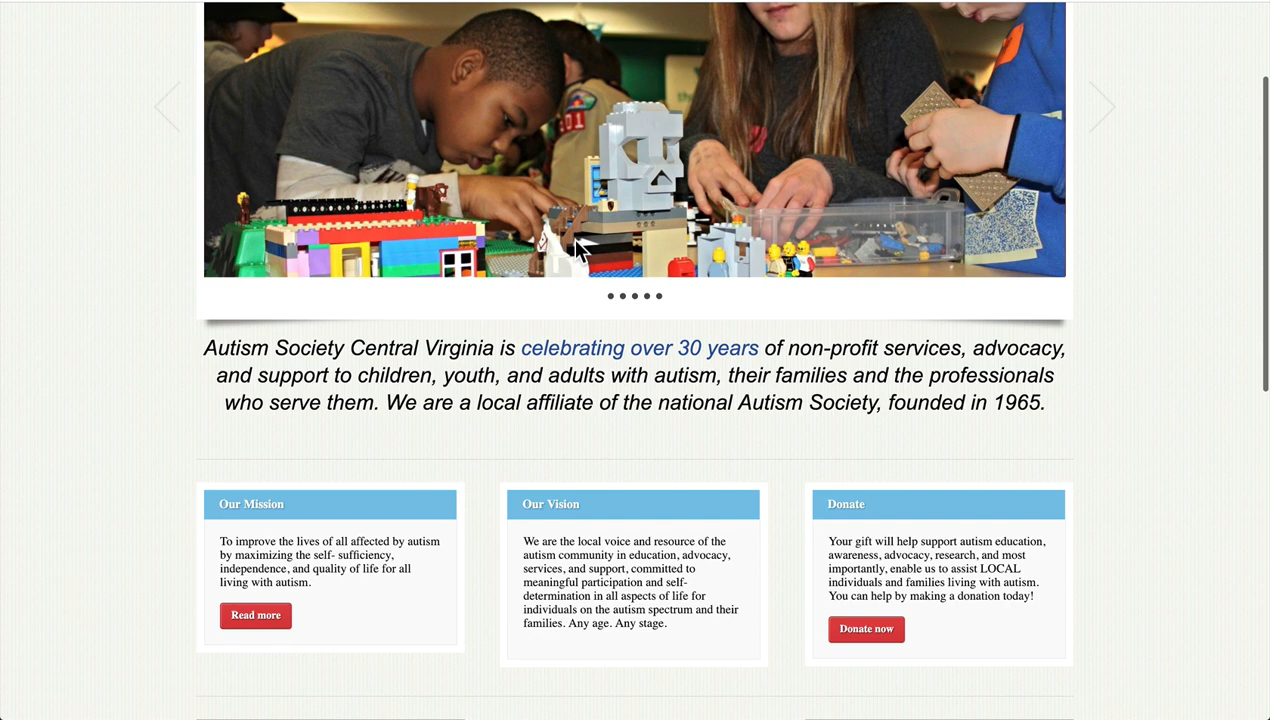 301
Autism Society Central Virginia is celebrating over 30 years of non-profit services, advocacy,
and support to children, youth, and adults with autism, their families and the professionals
who serve them. We are a local affiliate of the national Autism Society, founded in 1965.
Our Mission
To improve the lives of all affected by autism
by maximizing the self- sufficiency,
independence, and quality of life for all
living with autism.
Read more
Our Vision
We are the local voice and resource of the
autism community in education, advocacy,
services, and support, committed to
meaningful participation and self-
determination in all aspects of life for
individuals on the autism spectrum and their
families. Any age. Any stage.
Donate
Your gift will help support autism education,
awareness, advocacy, research, and most
importantly, enable us to assist LOCAL
individuals and families living with autism.
You can help by making a donation today!
Donate now